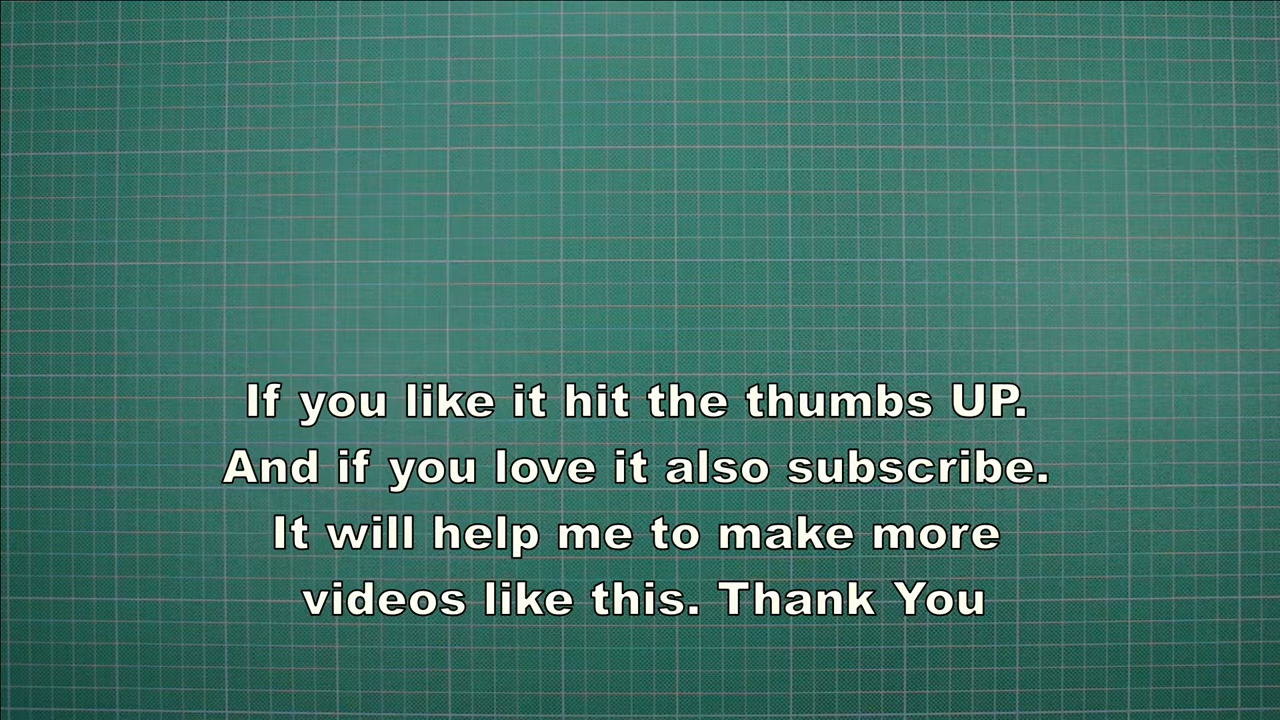 If you like it hit the thumbs UP.
And if you love it also subscribe.
It will help me to make more
videos like this. Thank You